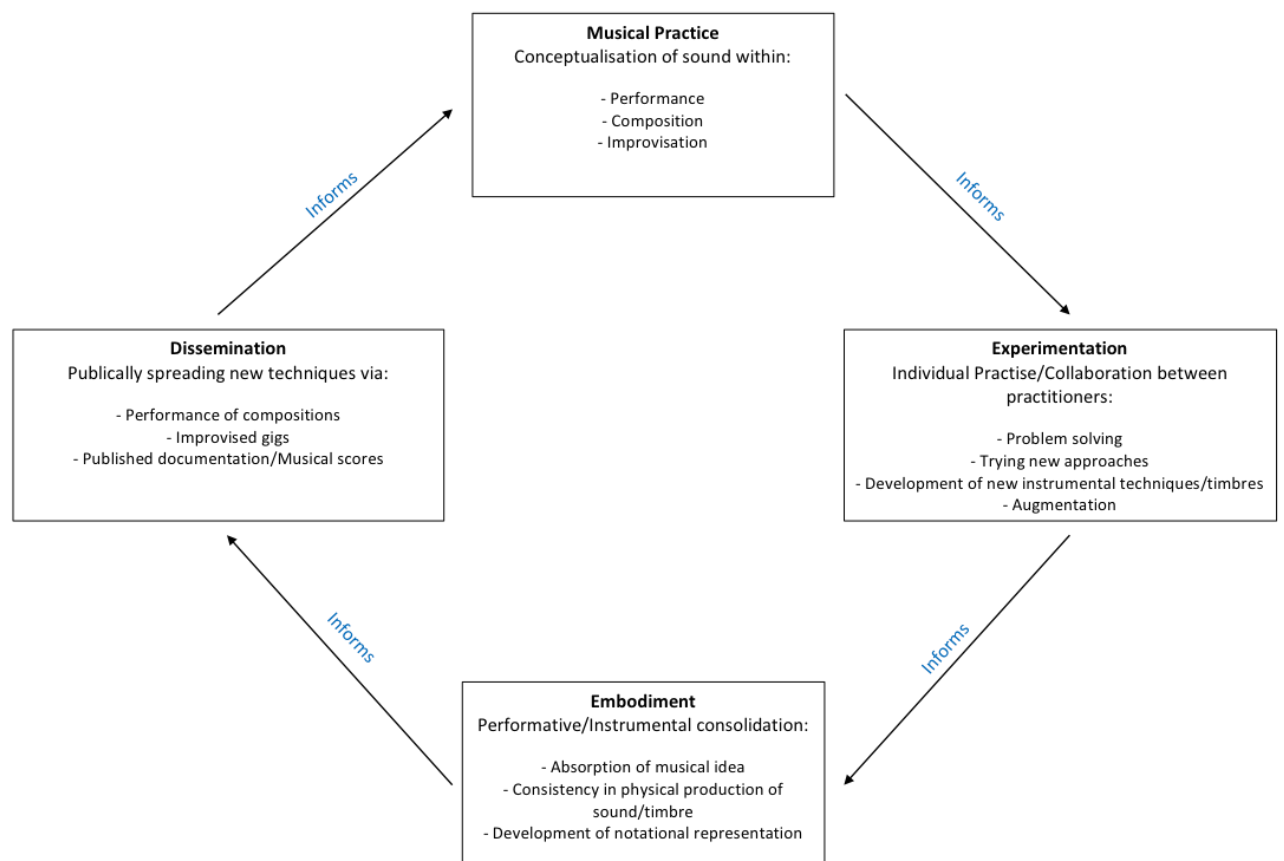 Musical Practice
Conceptualisation of sound within:
- Performance
- Composition
- Improvisation
Informs
Informs
Dissemination
Publically spreading new techniques via:
- Performance of compositions
- Improvised gigs
- Published documentation/Musical scores
Experimentation
Individual Practise/Collaboration between
practitioners:
- Problem solving
- Trying new approaches
- Development of new instrumental techniques/timbres
- Augmentation
Informs
Informs
Embodiment
Performative/Instrumental consolidation:
- Absorption of musical idea
- Consistency in physical production of
sound/timbre
- Development of notational representation